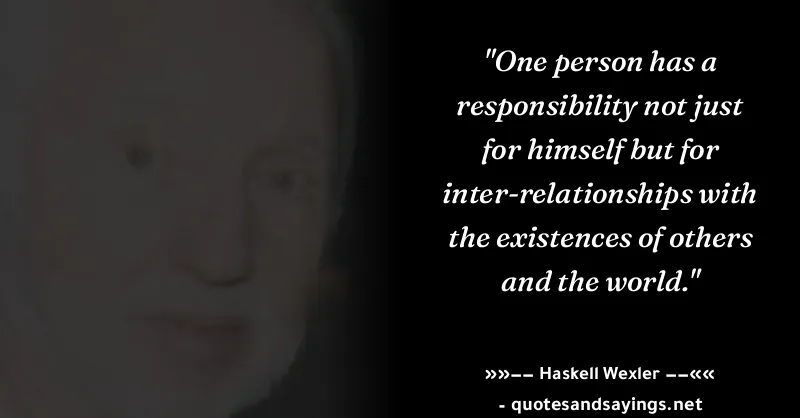 "One person has a
responsibility not just
for himself but for
inter-relationships with
the existences of others
and the world."
»»−− Haskell Wexler −−««
- quotesandsayings.net